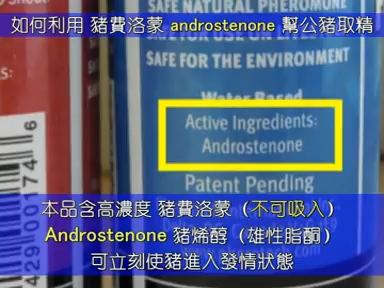 如何利用 豬費洛蒙 androstenone 幫公豬取精
SAFE NATURAL PHEROMONE
SAFE FOR THE ENVIRONMENT
Water Based
Active Ingredients:
Androstenone
Patent Pending
本品含高濃度 豬費洛蒙（不可吸入）
Androstenone 豬烯醇（雄性脂酮）
可立刻使豬進入發情狀態